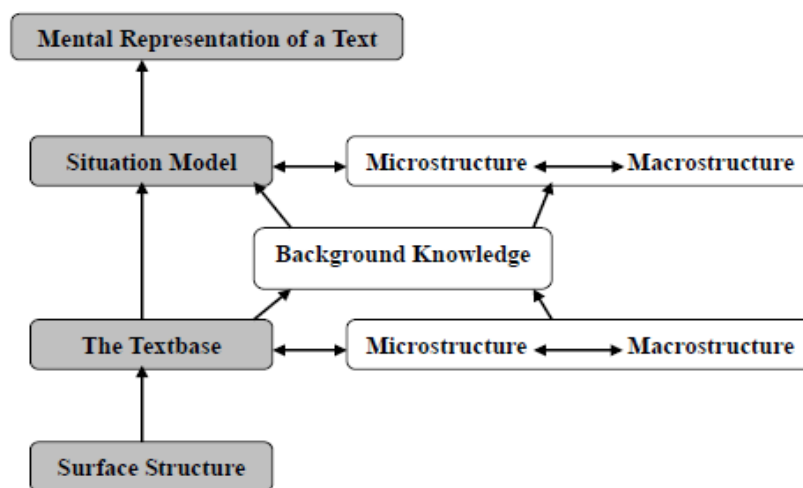 Mental Representation of a Text
Situation Model
Microstructure
Macrostructure
Background Knowledge
The Textbase
Microstructure
Macrostructure
Surface Structure